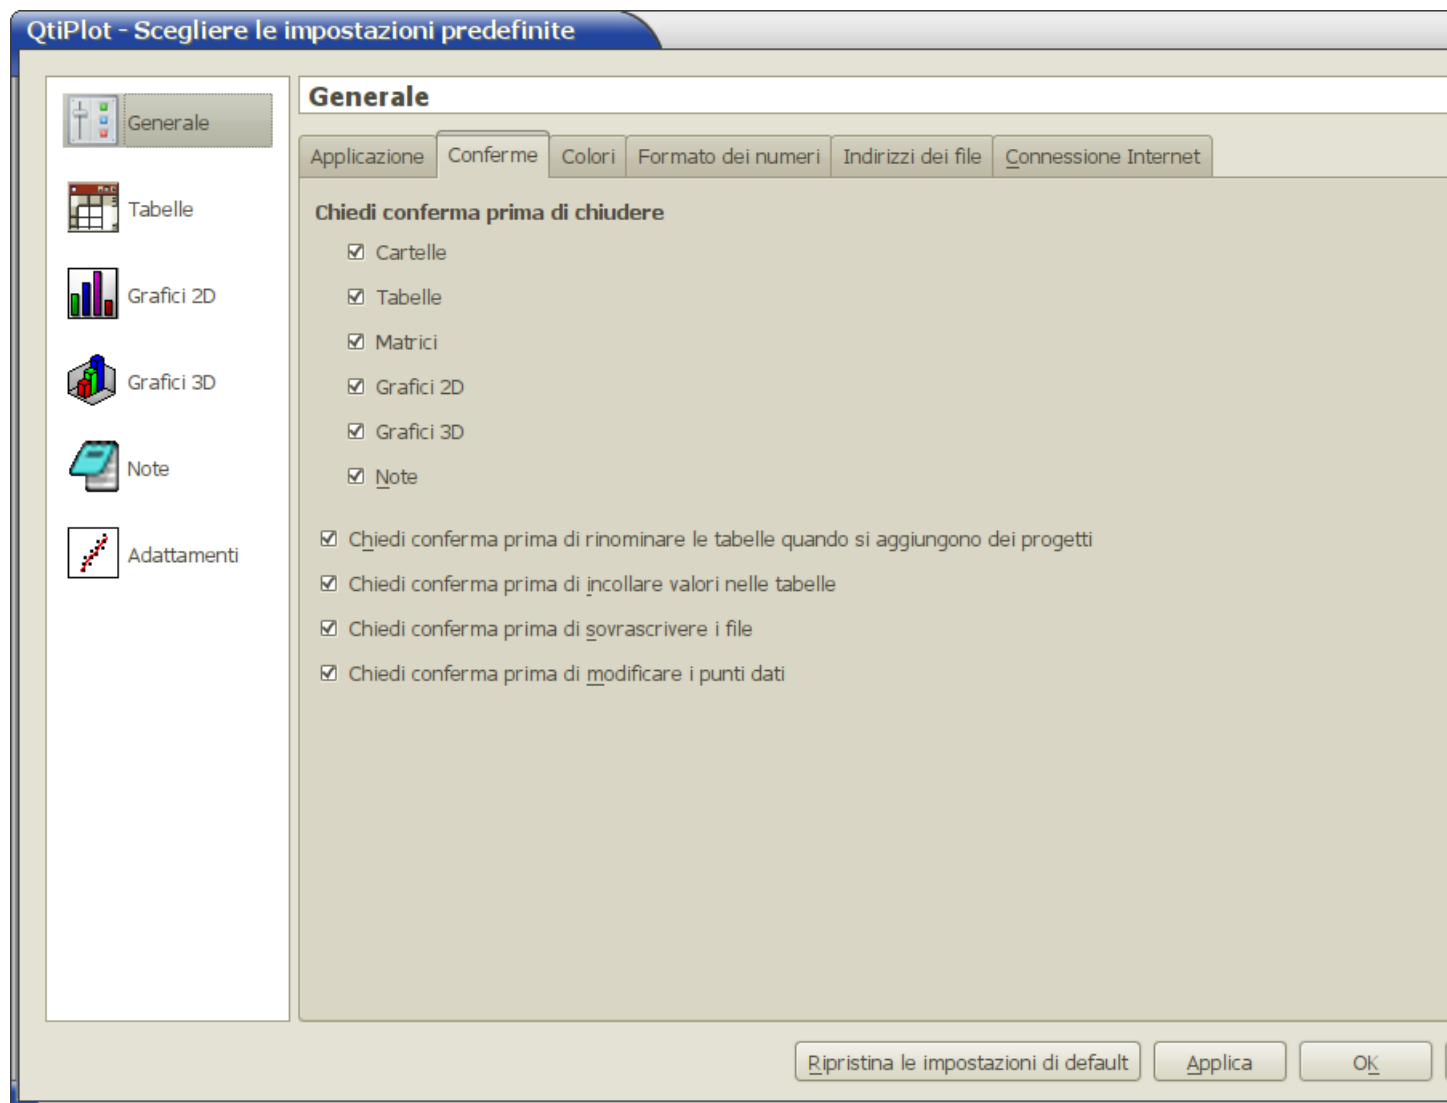 QtiPlot - Scegliere le impostazioni predefinite
Generale
Tabelle
Grafici 2D
Grafici 3D
Note
Adattamenti
Generale
Applicazione Conferme Colori Formato dei numeri Indirizzi dei file Connessione Internet
Chiedi conferma prima di chiudere
Cartelle
Tabelle
Matrici
Grafici 2D
Grafici 3D
Note
Chiedi conferma prima di rinominare le tabelle quando si aggiungono dei progetti
Chiedi conferma prima di incollare valori nelle tabelle
Chiedi conferma prima di sovrascrivere i file
Chiedi conferma prima di modificare i punti dati
Ripristina le impostazioni di default Applica OK